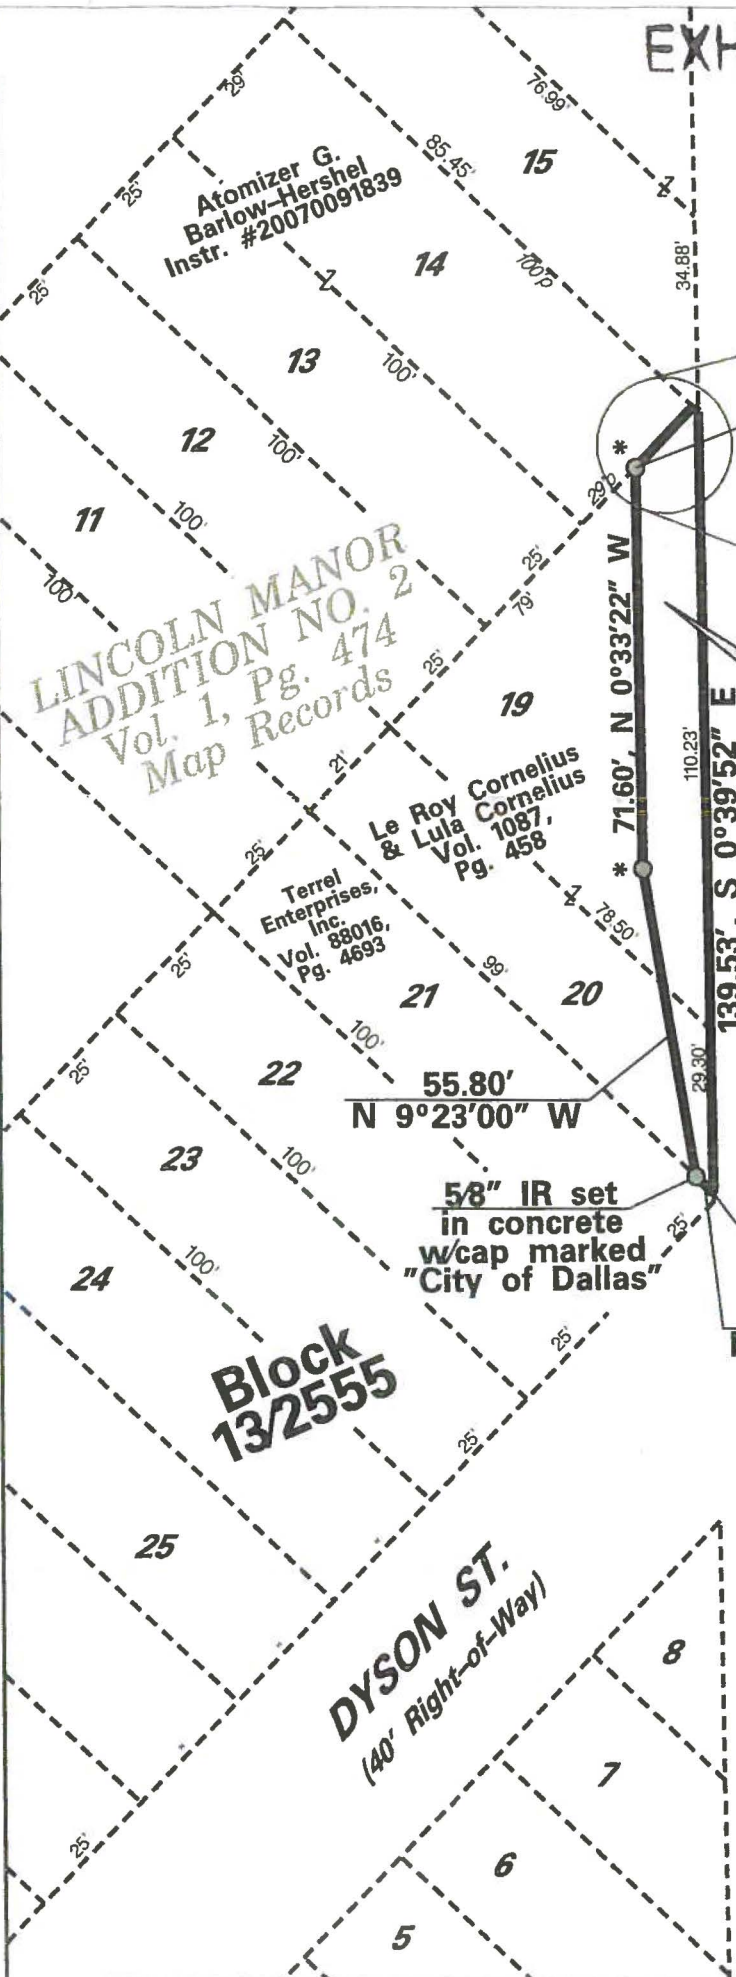 EXH
76.99'
29'
15
85.45'
Atomizer G.
Barlow-Hershel
Instr. #20070091839
25'
34.88'
14
100'p
25'
13
100'
12
100'
*
29'p
11
100'
100'
25'
79'
LINCOLN MANOR
ADDITION NO. 2
Vol. 1, Pg. 474
Map Records
71.60', N 0°33'22" W
110.23'
139.53', S 0°39'52" E
25'
19
21'
Le Roy Cornelius
& Lula Cornelius
Vol. 1087,
Pg. 458
*
25'
Terrel
Enterprises,
Inc.
Vol. 88016,
Pg. 4693
78.50'
25'
99'
21
20
100'
22
25'
29.30'
55.80'
N 9°23'00" W
23
100'
5/8" IR set
in concrete
w/cap marked
"City of Dallas"
25'
24
100'
25'
Block
13/2555
25'
25
DYSON ST.
(40' Right-of-Way)
8
7
25'
6
5